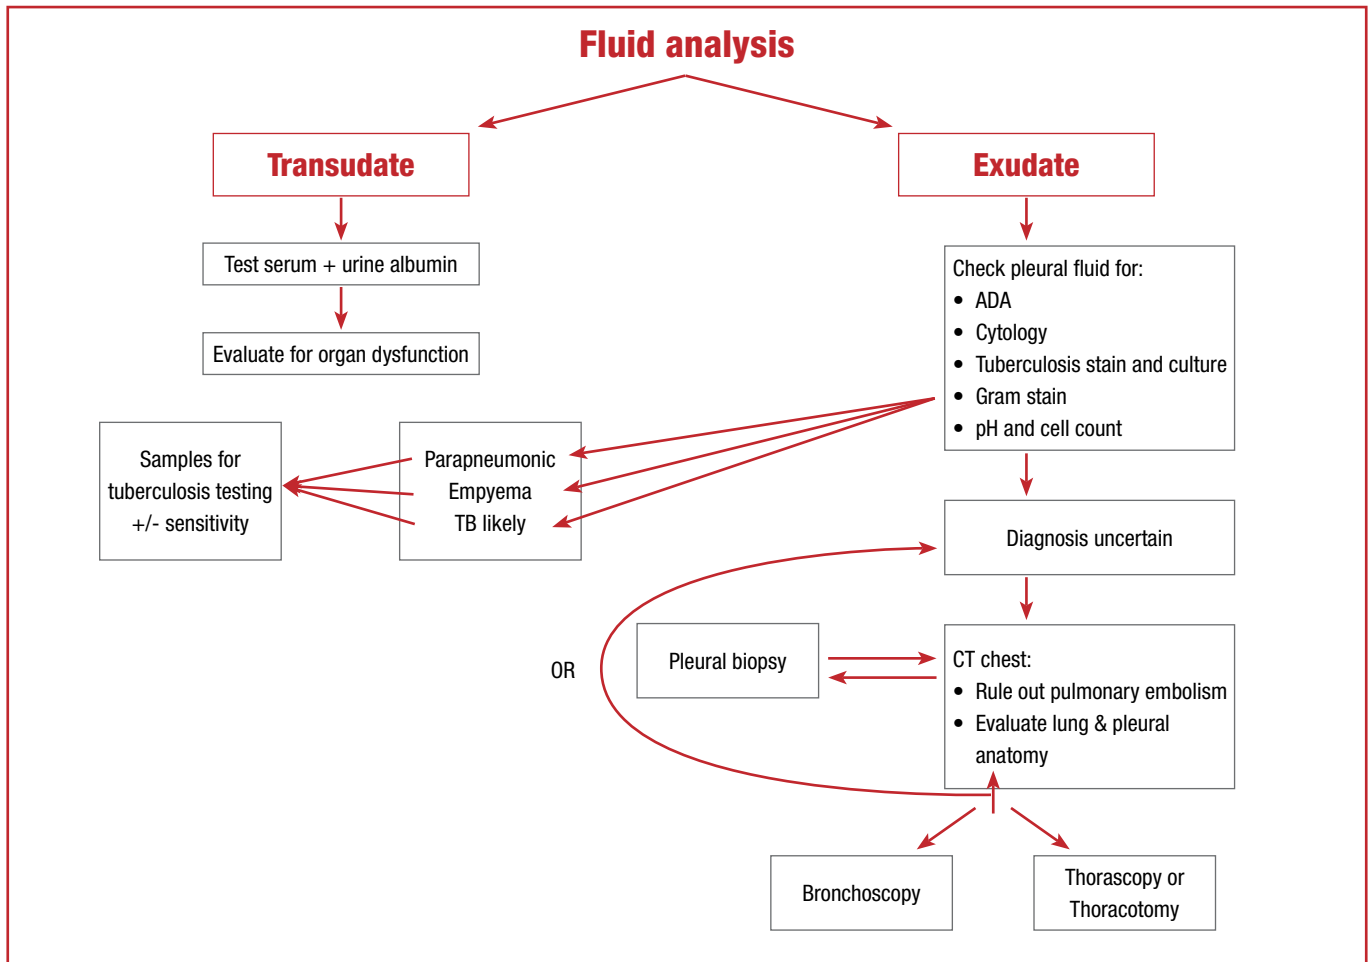 Fluid analysis
Transudate
Exudate
Test serum + urine albumin
Evaluate for organ dysfunction
Check pleural fluid for:
• ADA
• Cytology
• Tuberculosis stain and culture
• Gram stain
• pH and cell count
Samples for
tuberculosis testing
+/- sensitivity
Parapneumonic
Empyema
TB likely
Diagnosis uncertain
OR
Pleural biopsy
CT chest:
• Rule out pulmonary embolism
• Evaluate lung & pleural
anatomy
Bronchoscopy
Thorascopy or
Thoracotomy